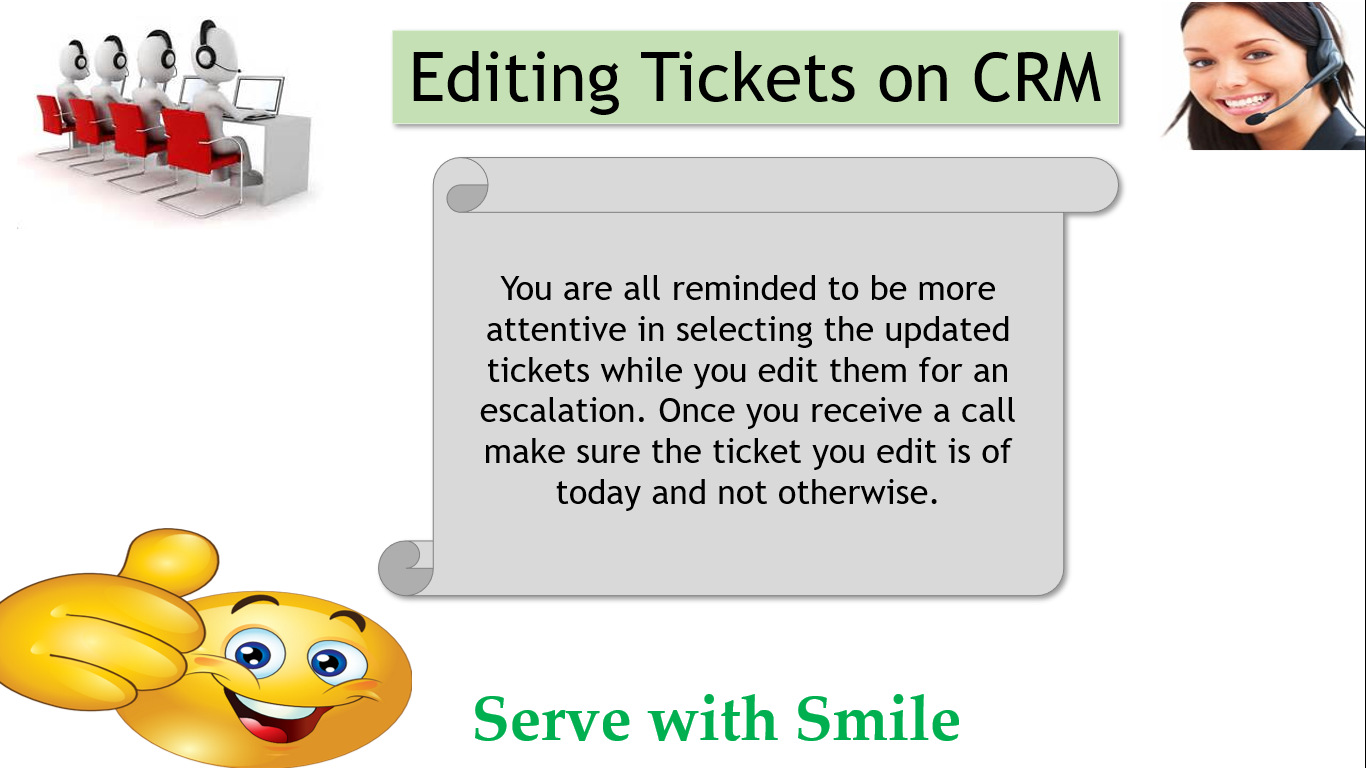 Editing Tickets on CRM
You are all reminded to be more
attentive in selecting the updated
tickets while you edit them for an
escalation. Once you receive a call
make sure the ticket you edit is of
today and not otherwise.
Serve with Smile